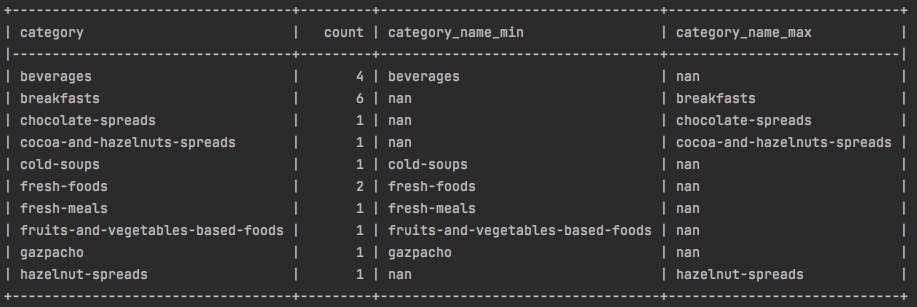 | category | count | category_name_min | category_name_max |
| beverages | 4 | beverages | nan |
| breakfasts | 6 | nan | breakfasts |
| chocolate-spreads | 1 | nan | chocolate-spreads |
| cocoa-and-hazelnuts-spreads | 1 | nan | cocoa-and-hazelnuts-spreads |
| cold-soups | 1 | cold-soups | nan |
| fresh-foods | 2 | fresh-foods | nan |
| fresh-meals | 1 | fresh-meals | nan |
| fruits-and-vegetables-based-foods | 1 | fruits-and-vegetables-based-foods | nan |
| gazpacho | 1 | gazpacho | nan |
| hazelnut-spreads | 1 | nan | hazelnut-spreads |